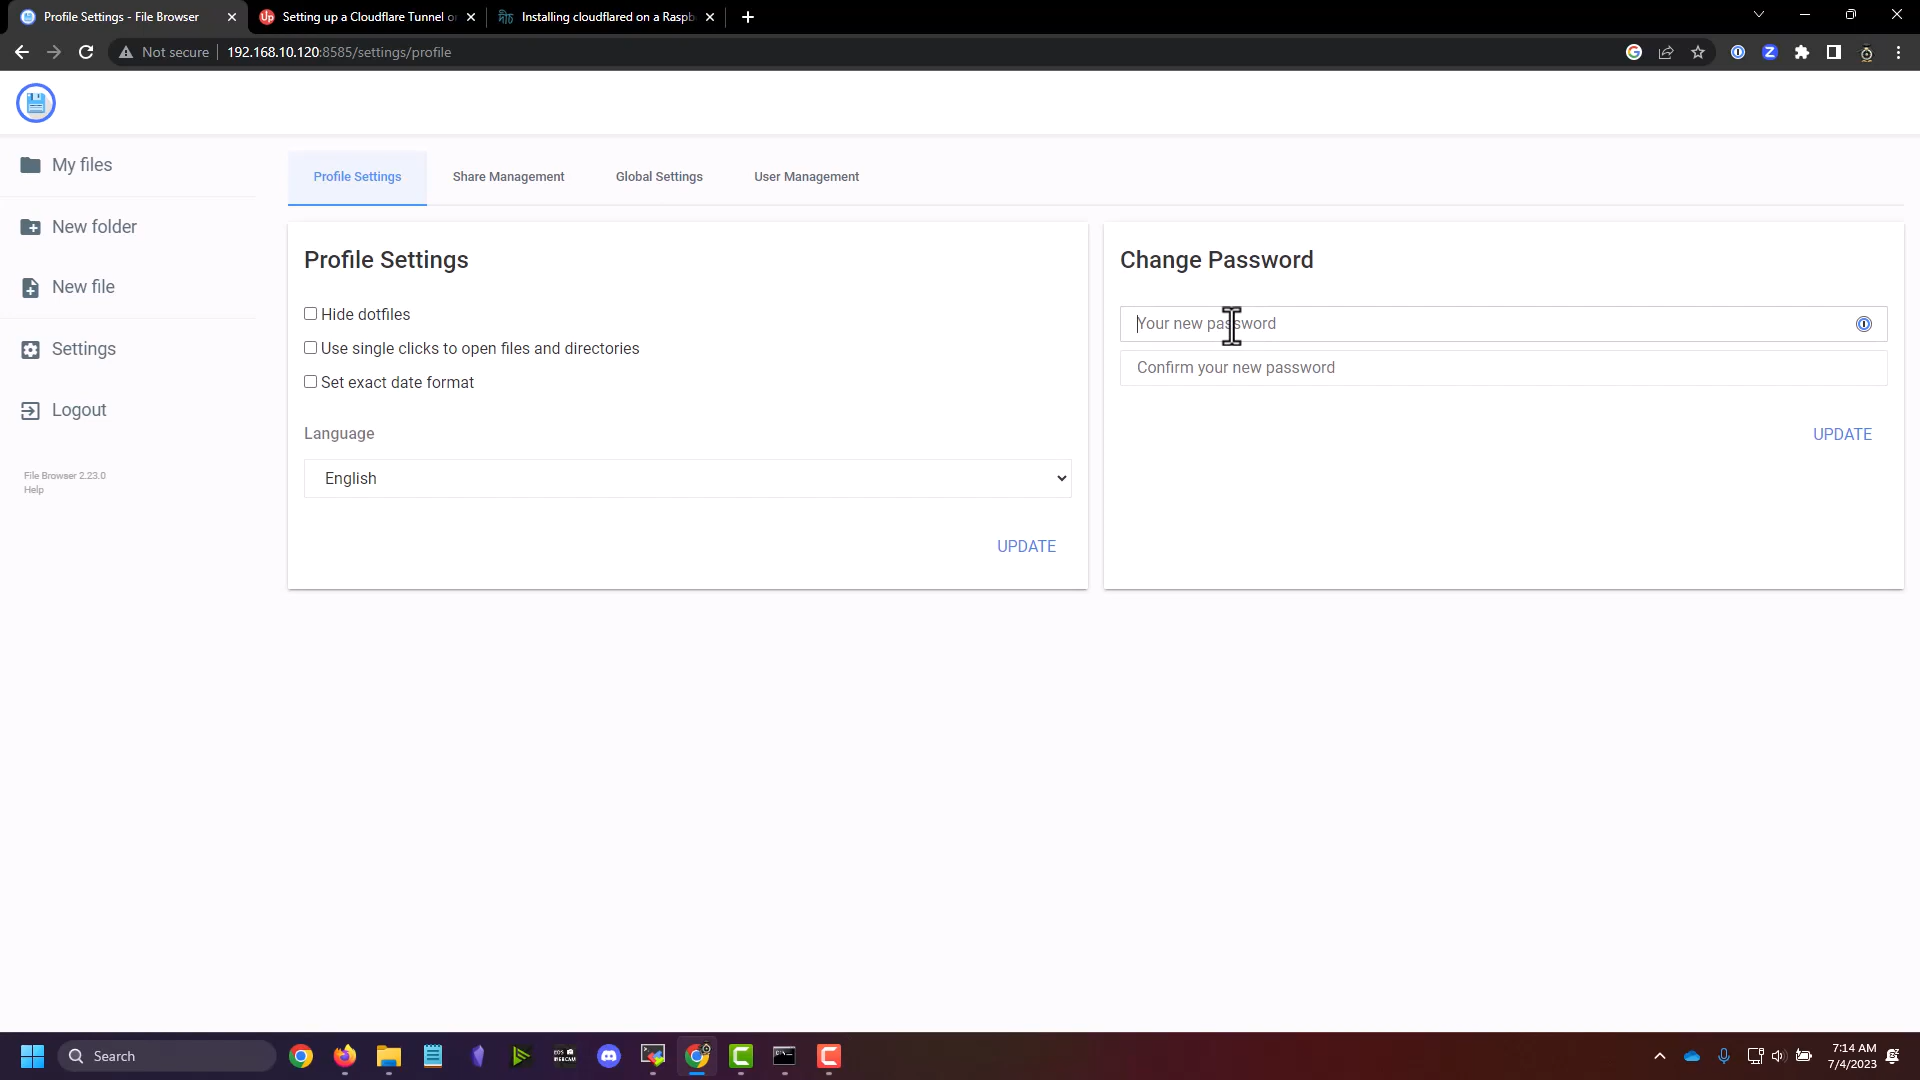 Profile Settings - File Browser
Setting up a Cloudflare Tunnel o
Installing cloudflared on a Raspb
Not secure
192.168.10.120:8585/settings/profile
My files
New folder
New file
Settings
Logout
File Browser 2.23.0
Help
Profile Settings
Share Management
Global Settings
User Management
Profile Settings
Hide dotfiles
Use single clicks to open files and directories
Set exact date format
Language
English
UPDATE
Change Password
Your new password
Confirm your new password
UPDATE
Search
7:14 AM
7/4/2023